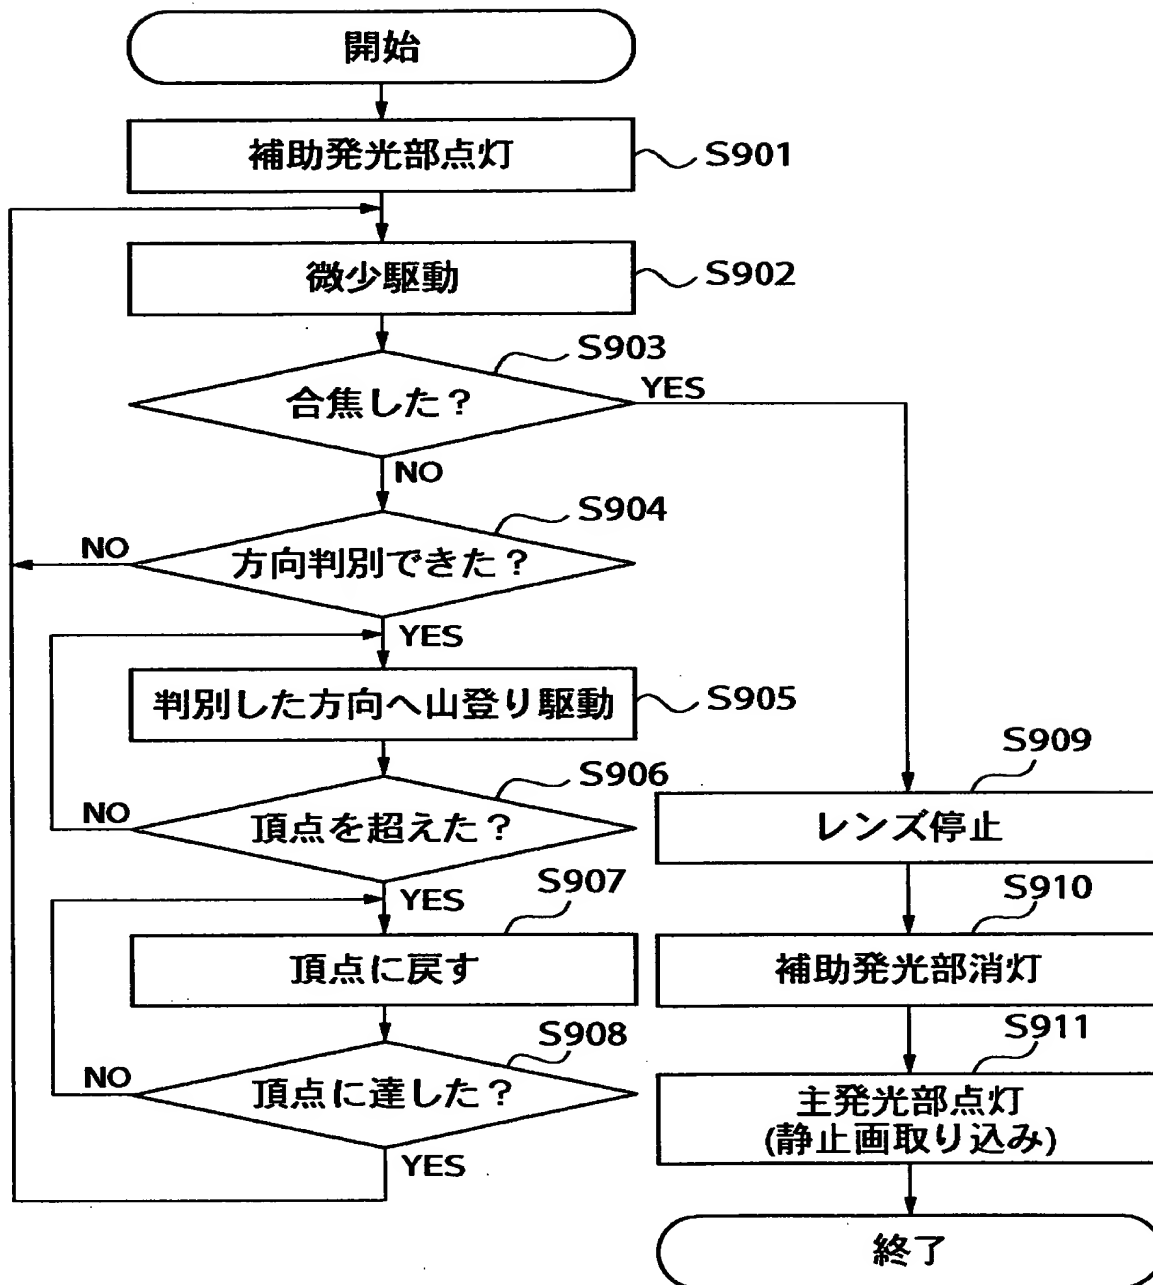 開始
補助発光部点灯
S901
微少駆動
S902
S903
合焦した？
YES
NO
S904
方向判別できた？
NO
YES
判別した方向へ山登り駆動
S905
S906
頂点を超えた？
NO
YES
S907
頂点に戻す
S908
頂点に達した？
NO
YES
S909
レンズ停止
S910
補助発光部消灯
S911
主発光部点灯
(静止画取り込み)
終了